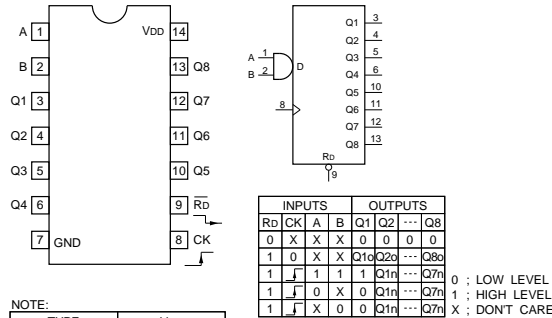 A 1 VDD 14
B 2 13 Q8
Q1 3 12 Q7
Q2 4 11 Q6
Q3 5 10 Q5
Q4 6 9 RD
7 GND 8 CK
A 1
B 2
D
8
Q1 3
Q2 4
Q3 5
Q4 6
Q5 10
Q6 11
Q7 12
Q8 13
RD
9
INPUTS OUTPUTS
RD CK A B Q1 Q2 --- Q8
0 X X X 0 0 0 0
1 0 X X Q1o Q2o --- Q8o
1 1 1 1 Q1n --- Q7n
1 0 X 0 Q1n --- Q7n
1 X 0 0 Q1n --- Q7n
0 ; LOW LEVEL
1 ; HIGH LEVEL
X ; DON'T CARE
NOTE: